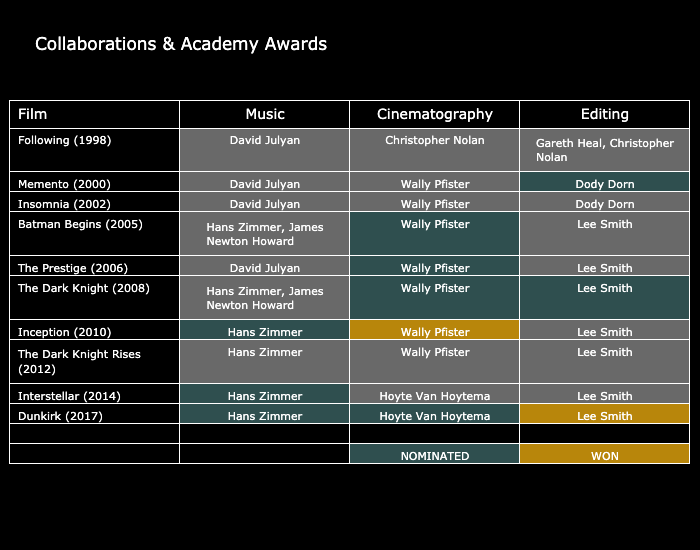 Collaborations & Academy Awards
Film Music Cinematography Editing
Following (1998) David Julyan Christopher Nolan Gareth Heal, Christopher
Nolan
Memento (2000) David Julyan Wally Pfister Dody Dorn
Insomnia (2002) David Julyan Wally Pfister Dody Dorn
Batman Begins (2005) Hans Zimmer, James Wally Pfister Lee Smith
Newton Howard
The Prestige (2006) David Julyan Wally Pfister Lee Smith
The Dark Knight (2008) Hans Zimmer, James Wally Pfister Lee Smith
Newton Howard
Inception (2010) Hans Zimmer Wally Pfister Lee Smith
The Dark Knight Rises Hans Zimmer Wally Pfister Lee Smith
(2012)
Interstellar (2014) Hans Zimmer Hoyte Van Hoytema Lee Smith
Dunkirk (2017) Hans Zimmer Hoyte Van Hoytema Lee Smith
NOMINATED WON